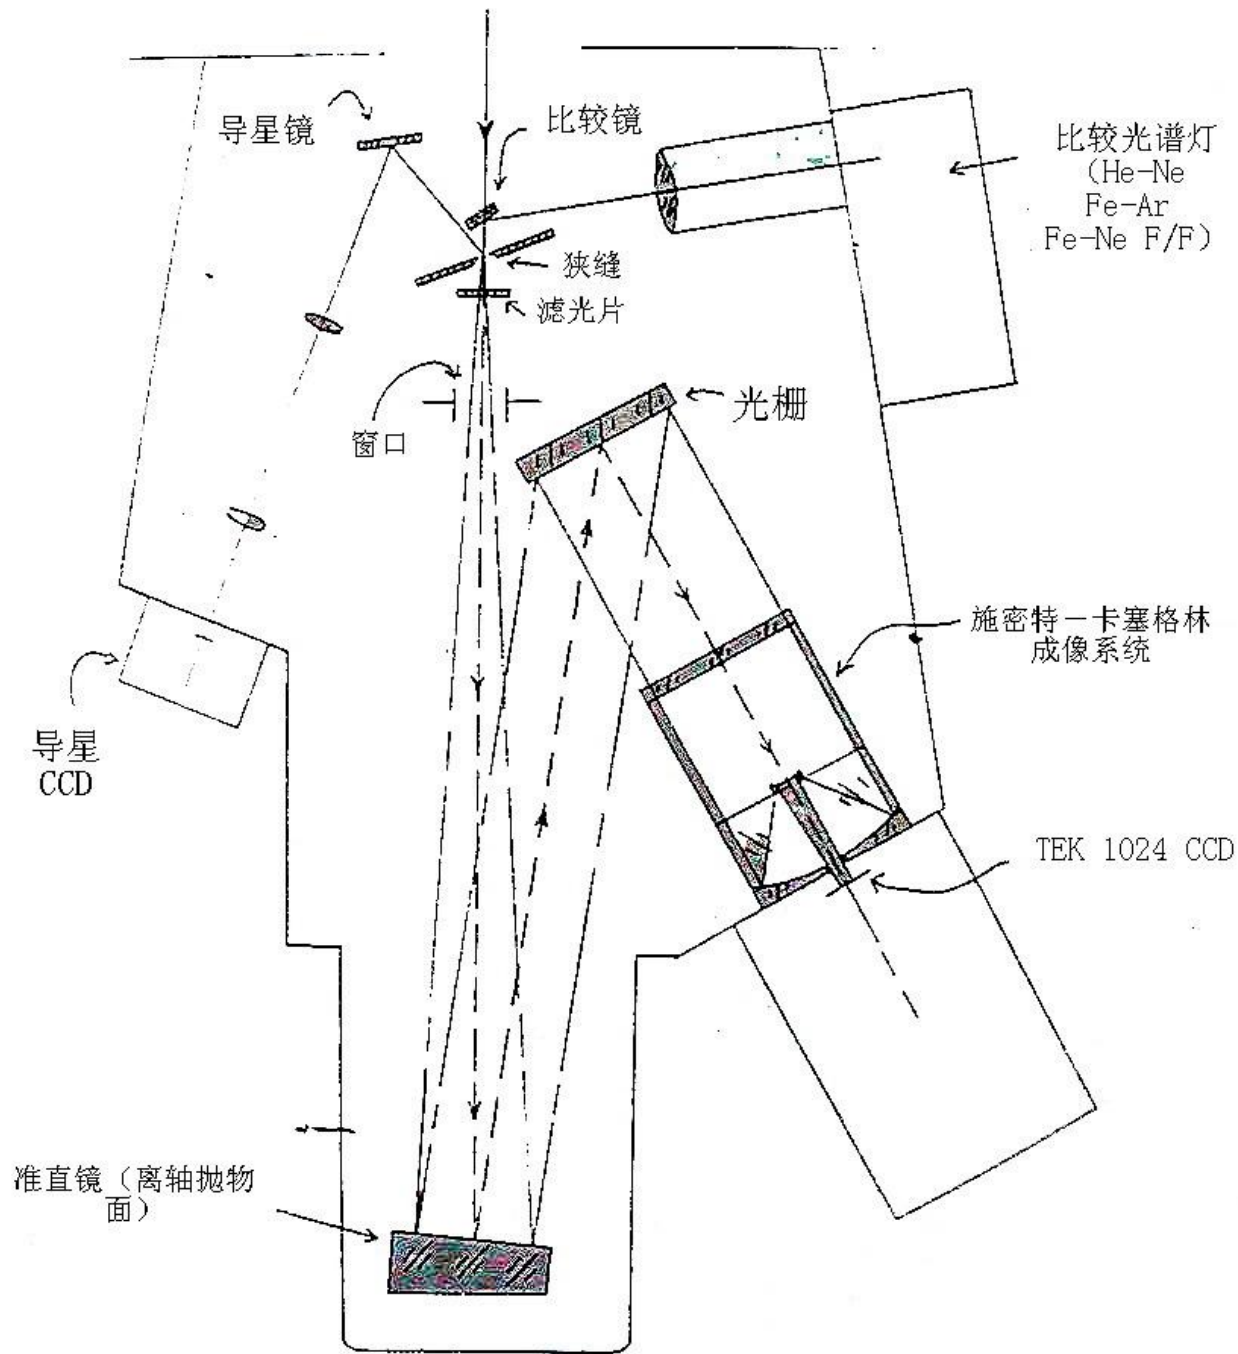 导星镜
比较镜
比较光谱灯
（He-Ne
Fe-Ar
Fe-Ne F/F）
狭缝
滤光片
窗口
光栅
施密特－卡塞格林
成像系统
导星
CCD
TEK 1024 CCD
准直镜（离轴抛物
面）